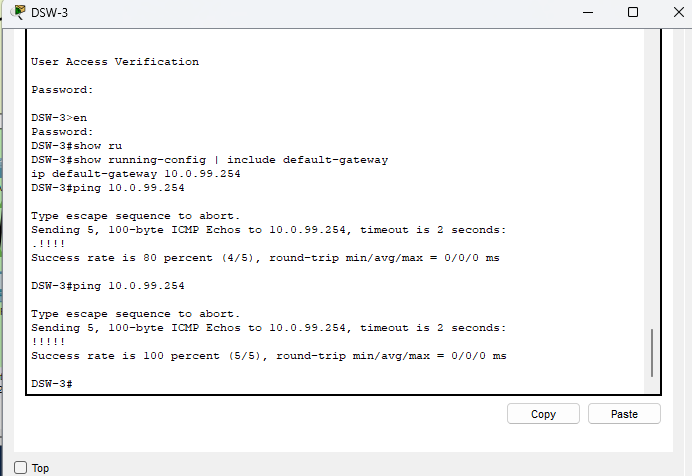 DSW-3
User Access Verification
Password:
DSW-3>en
Password:
DSW-3#show ru
DSW-3#show running-config | include default-gateway
ip default-gateway 10.0.99.254
DSW-3#ping 10.0.99.254
Type escape sequence to abort.
Sending 5, 100-byte ICMP Echos to 10.0.99.254, timeout is 2 seconds:
.!!!!
Success rate is 80 percent (4/5), round-trip min/avg/max = 0/0/0 ms
DSW-3#ping 10.0.99.254
Type escape sequence to abort.
Sending 5, 100-byte ICMP Echos to 10.0.99.254, timeout is 2 seconds:
!!!!!
Success rate is 100 percent (5/5), round-trip min/avg/max = 0/0/0 ms
DSW-3#
Copy Paste
Top